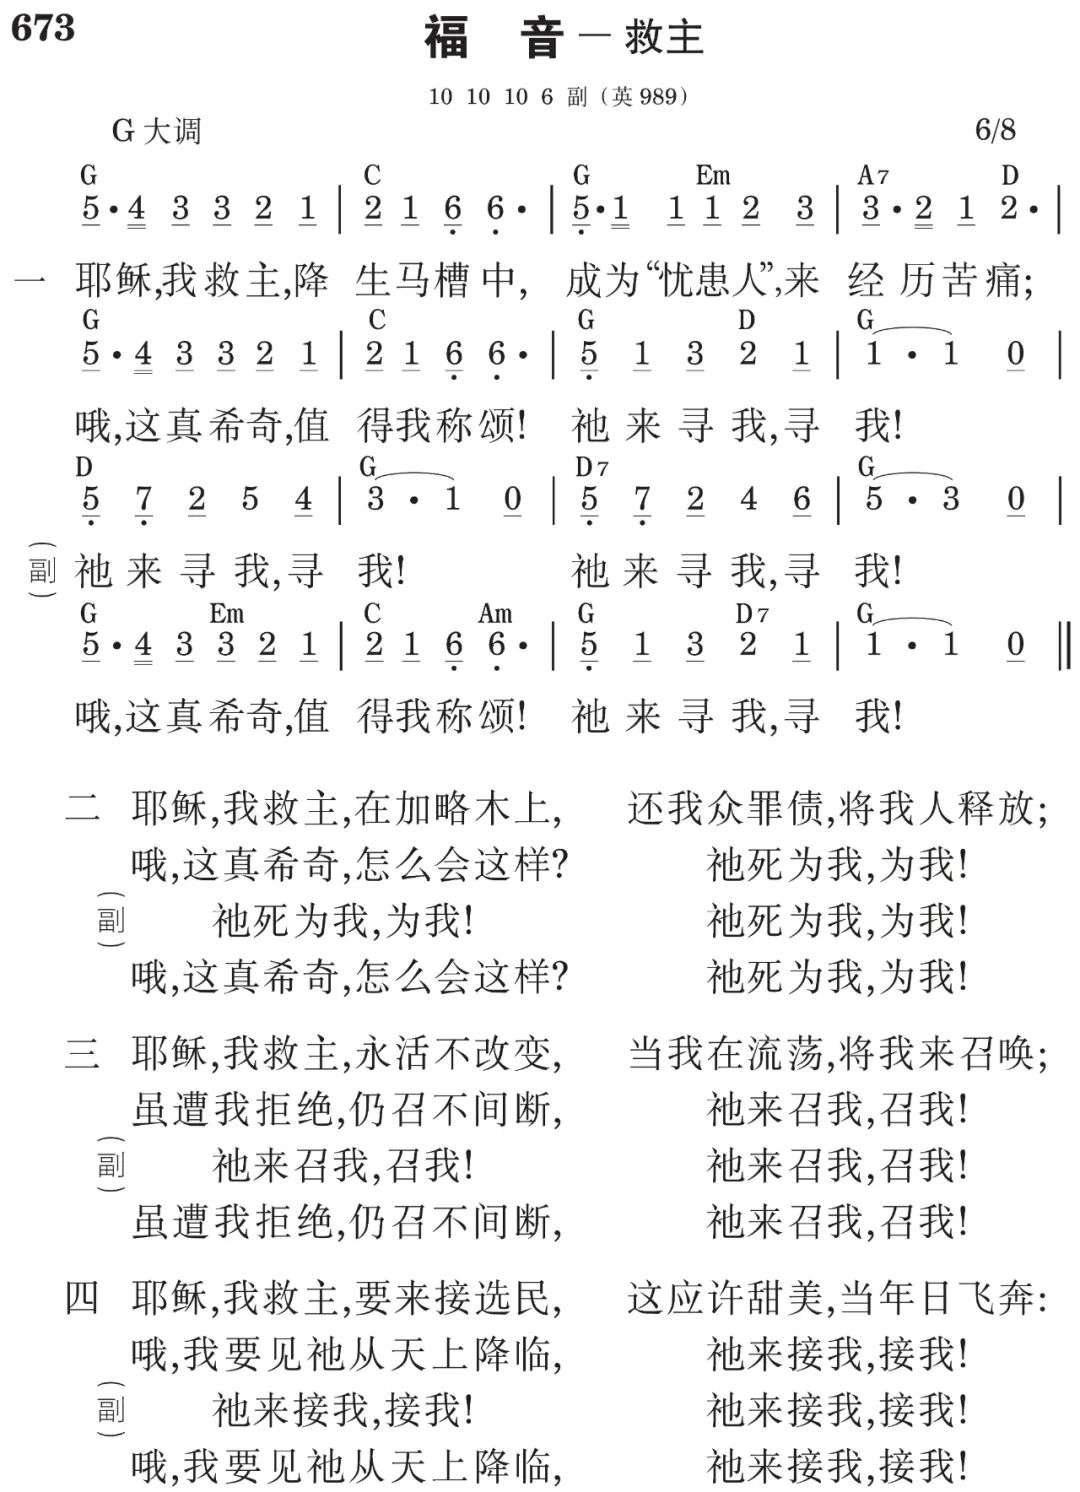 673
福 音 — 救主
10 10 10 6 副（英989）
G 大调 6/8
G C G Em A7 D
5·4 3 3 2 1 | 2 1 6 6· | 5·1 1 1 2 3 | 3·2 1 2· |
一 耶稣,我救主,降 生马槽中, 成为“忧患人”,来 经历苦痛;
G C G D G
5·4 3 3 2 1 | 2 1 6 6· | 5 1 3 2 1 | 1·1 0 |
哦,这真希奇,值 得我称颂! 祂来寻我,寻 我!
D G D7 G
5 7 2 5 4 | 3·1 0 | 5 7 2 4 6 | 5·3 0 |
(副) 祂来寻我,寻 我! 祂来寻我,寻 我!
G Em C Am G D7 G
5·4 3 3 2 1 | 2 1 6 6· | 5 1 3 2 1 | 1·1 0 ‖
哦,这真希奇,值 得我称颂! 祂来寻我,寻 我!
二 耶稣,我救主,在加略木上, 还我众罪债,将我人释放;
哦,这真希奇,怎么会这样? 祂死为我,为我!
(副) 祂死为我,为我! 祂死为我,为我!
哦,这真希奇,怎么会这样? 祂死为我,为我!
三 耶稣,我救主,永活不改变, 当我在流荡,将我来召唤;
虽遭我拒绝,仍召不间断, 祂来召我,召我!
(副) 祂来召我,召我! 祂来召我,召我!
虽遭我拒绝,仍召不间断, 祂来召我,召我!
四 耶稣,我救主,要来接选民, 这应许甜美,当年日飞奔:
哦,我要见祂从天上降临, 祂来接我,接我!
(副) 祂来接我,接我! 祂来接我,接我!
哦,我要见祂从天上降临, 祂来接我,接我!